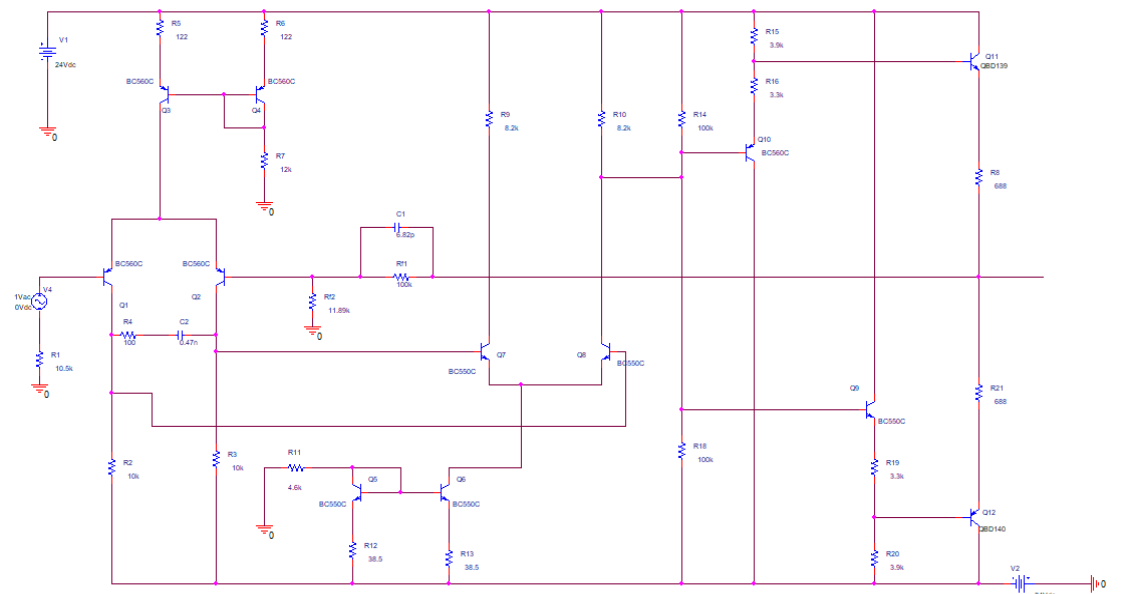 R5
122
R6
122
V1
24Vdc
BC560C
Q3
BC560C
Q4
R7
12k
0
0
R9
8.2k
R10
8.2k
R14
100k
R15
3.9k
R16
3.3k
Q10
BC560C
Q11
QBD139
R8
688
C1
6.82p
Rf1
100k
Rf2
11.89k
0
BC560C
Q1
BC560C
Q2
V4
1Vac
0Vdc
R1
10.5k
0
R4
100
C2
0.47n
Q7
BC550C
Q8
BC550C
Q9
BC550C
R21
688
R2
10k
R3
10k
R11
4.6k
0
Q5
BC550C
Q6
BC550C
R12
38.5
R13
38.5
R18
100k
R19
3.3k
R20
3.9k
Q12
QBD140
V2
0